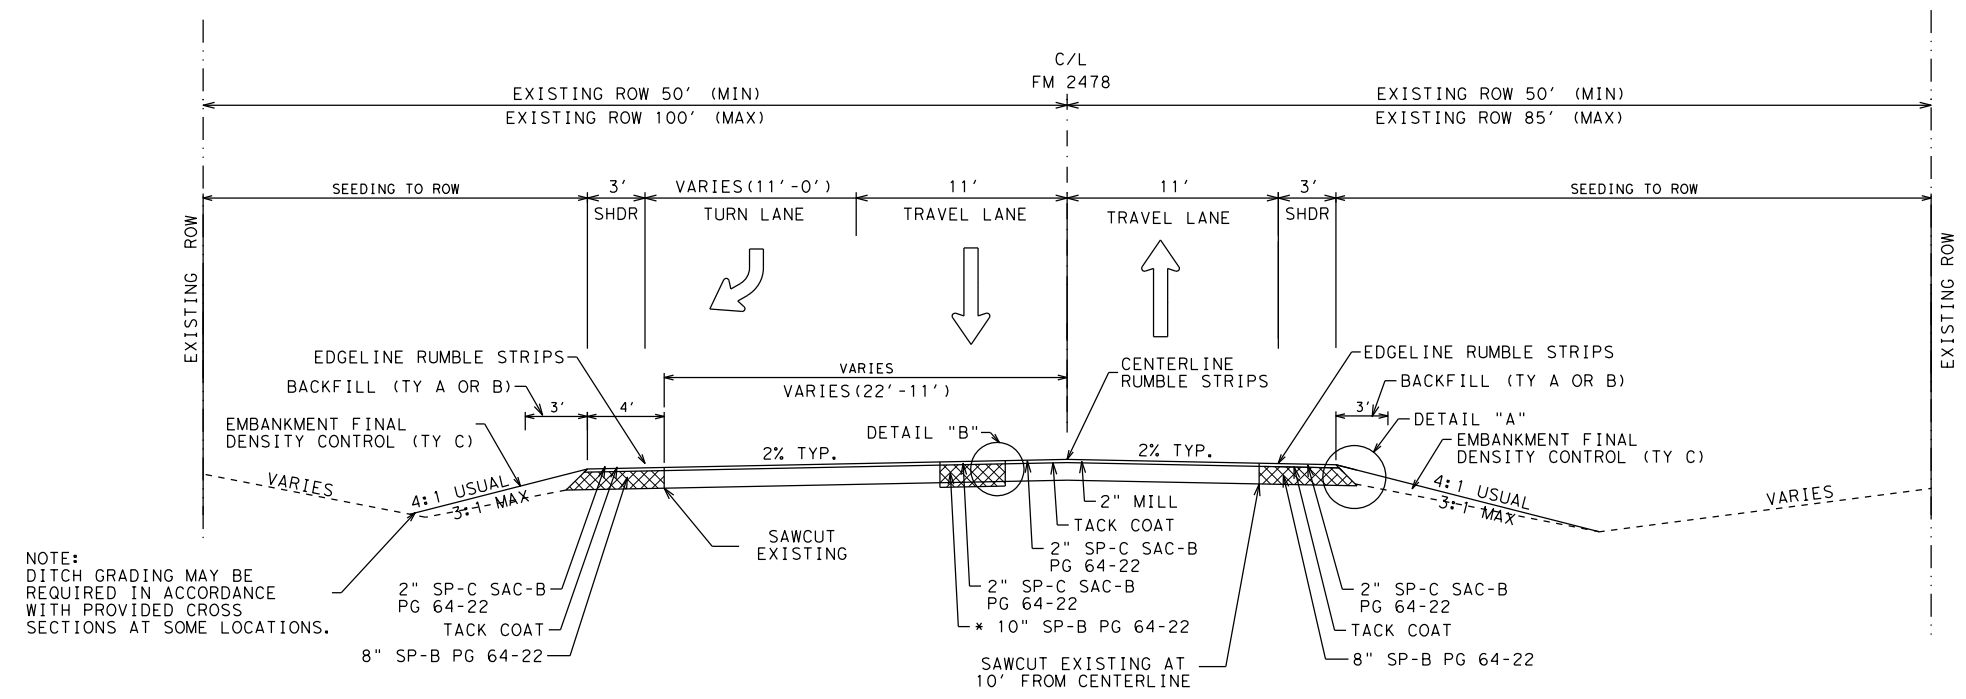 C/L
FM 2478
EXISTING ROW 50' (MIN)
EXISTING ROW 100' (MAX)
EXISTING ROW 50' (MIN)
EXISTING ROW 85' (MAX)
SEEDING TO ROW
3'
SHDR
VARIES(11'-0')
TURN LANE
11'
TRAVEL LANE
11'
TRAVEL LANE
3'
SHDR
SEEDING TO ROW
EXISTING ROW
EXISTING ROW
EDGELINE RUMBLE STRIPS
BACKFILL (TY A OR B)
3'
4'
VARIES
VARIES(22'-11')
CENTERLINE
RUMBLE STRIPS
EDGELINE RUMBLE STRIPS
BACKFILL (TY A OR B)
3'
DETAIL "A"
EMBANKMENT FINAL
DENSITY CONTROL (TY C)
DETAIL "B"
2% TYP.
2% TYP.
EMBANKMENT FINAL
DENSITY CONTROL (TY C)
VARIES
4:1 USUAL
3:1 MAX
4:1 USUAL
3:1 MAX
VARIES
2" MILL
TACK COAT
2" SP-C SAC-B
PG 64-22
SAWCUT
EXISTING
NOTE:
DITCH GRADING MAY BE
REQUIRED IN ACCORDANCE
WITH PROVIDED CROSS
SECTIONS AT SOME LOCATIONS.
2" SP-C SAC-B
PG 64-22
TACK COAT
8" SP-B PG 64-22
2" SP-C SAC-B
PG 64-22
* 10" SP-B PG 64-22
SAWCUT EXISTING AT
10' FROM CENTERLINE
2" SP-C SAC-B
PG 64-22
TACK COAT
8" SP-B PG 64-22